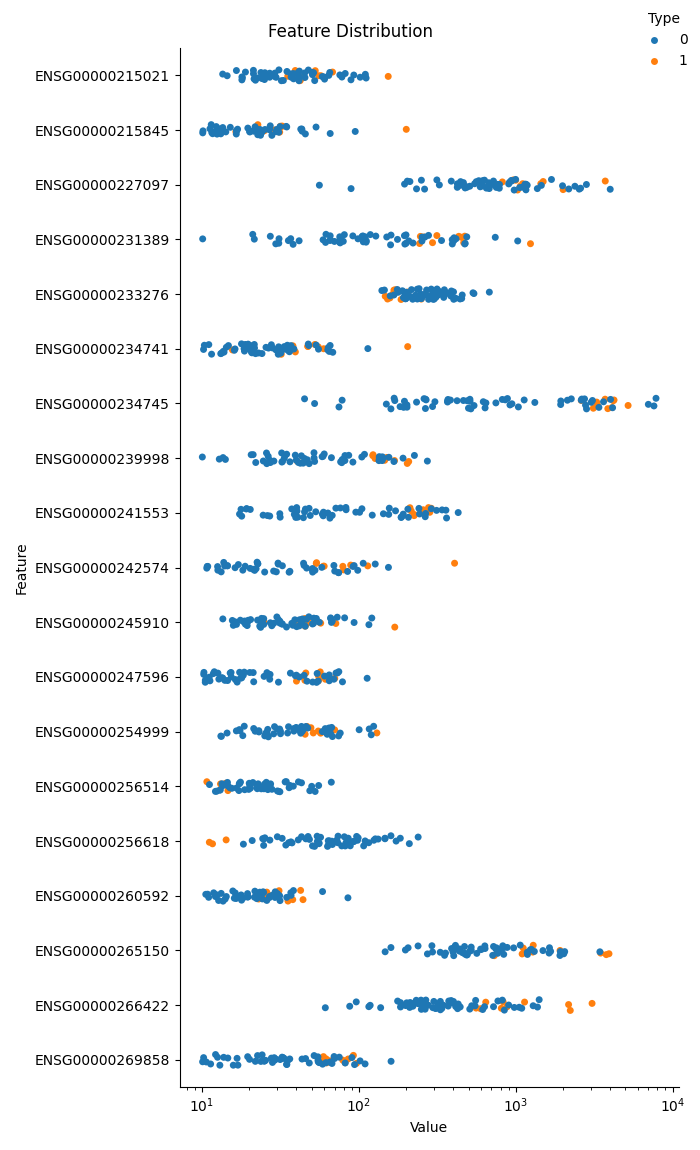 Feature Distribution
Type
0
1
ENSG00000215021
ENSG00000215845
ENSG00000227097
ENSG00000231389
ENSG00000233276
ENSG00000234741
ENSG00000234745
ENSG00000239998
ENSG00000241553
ENSG00000242574
ENSG00000245910
ENSG00000247596
ENSG00000254999
ENSG00000256514
ENSG00000256618
ENSG00000260592
ENSG00000265150
ENSG00000266422
ENSG00000269858
Feature
10¹ 10² 10³ 10⁴
Value